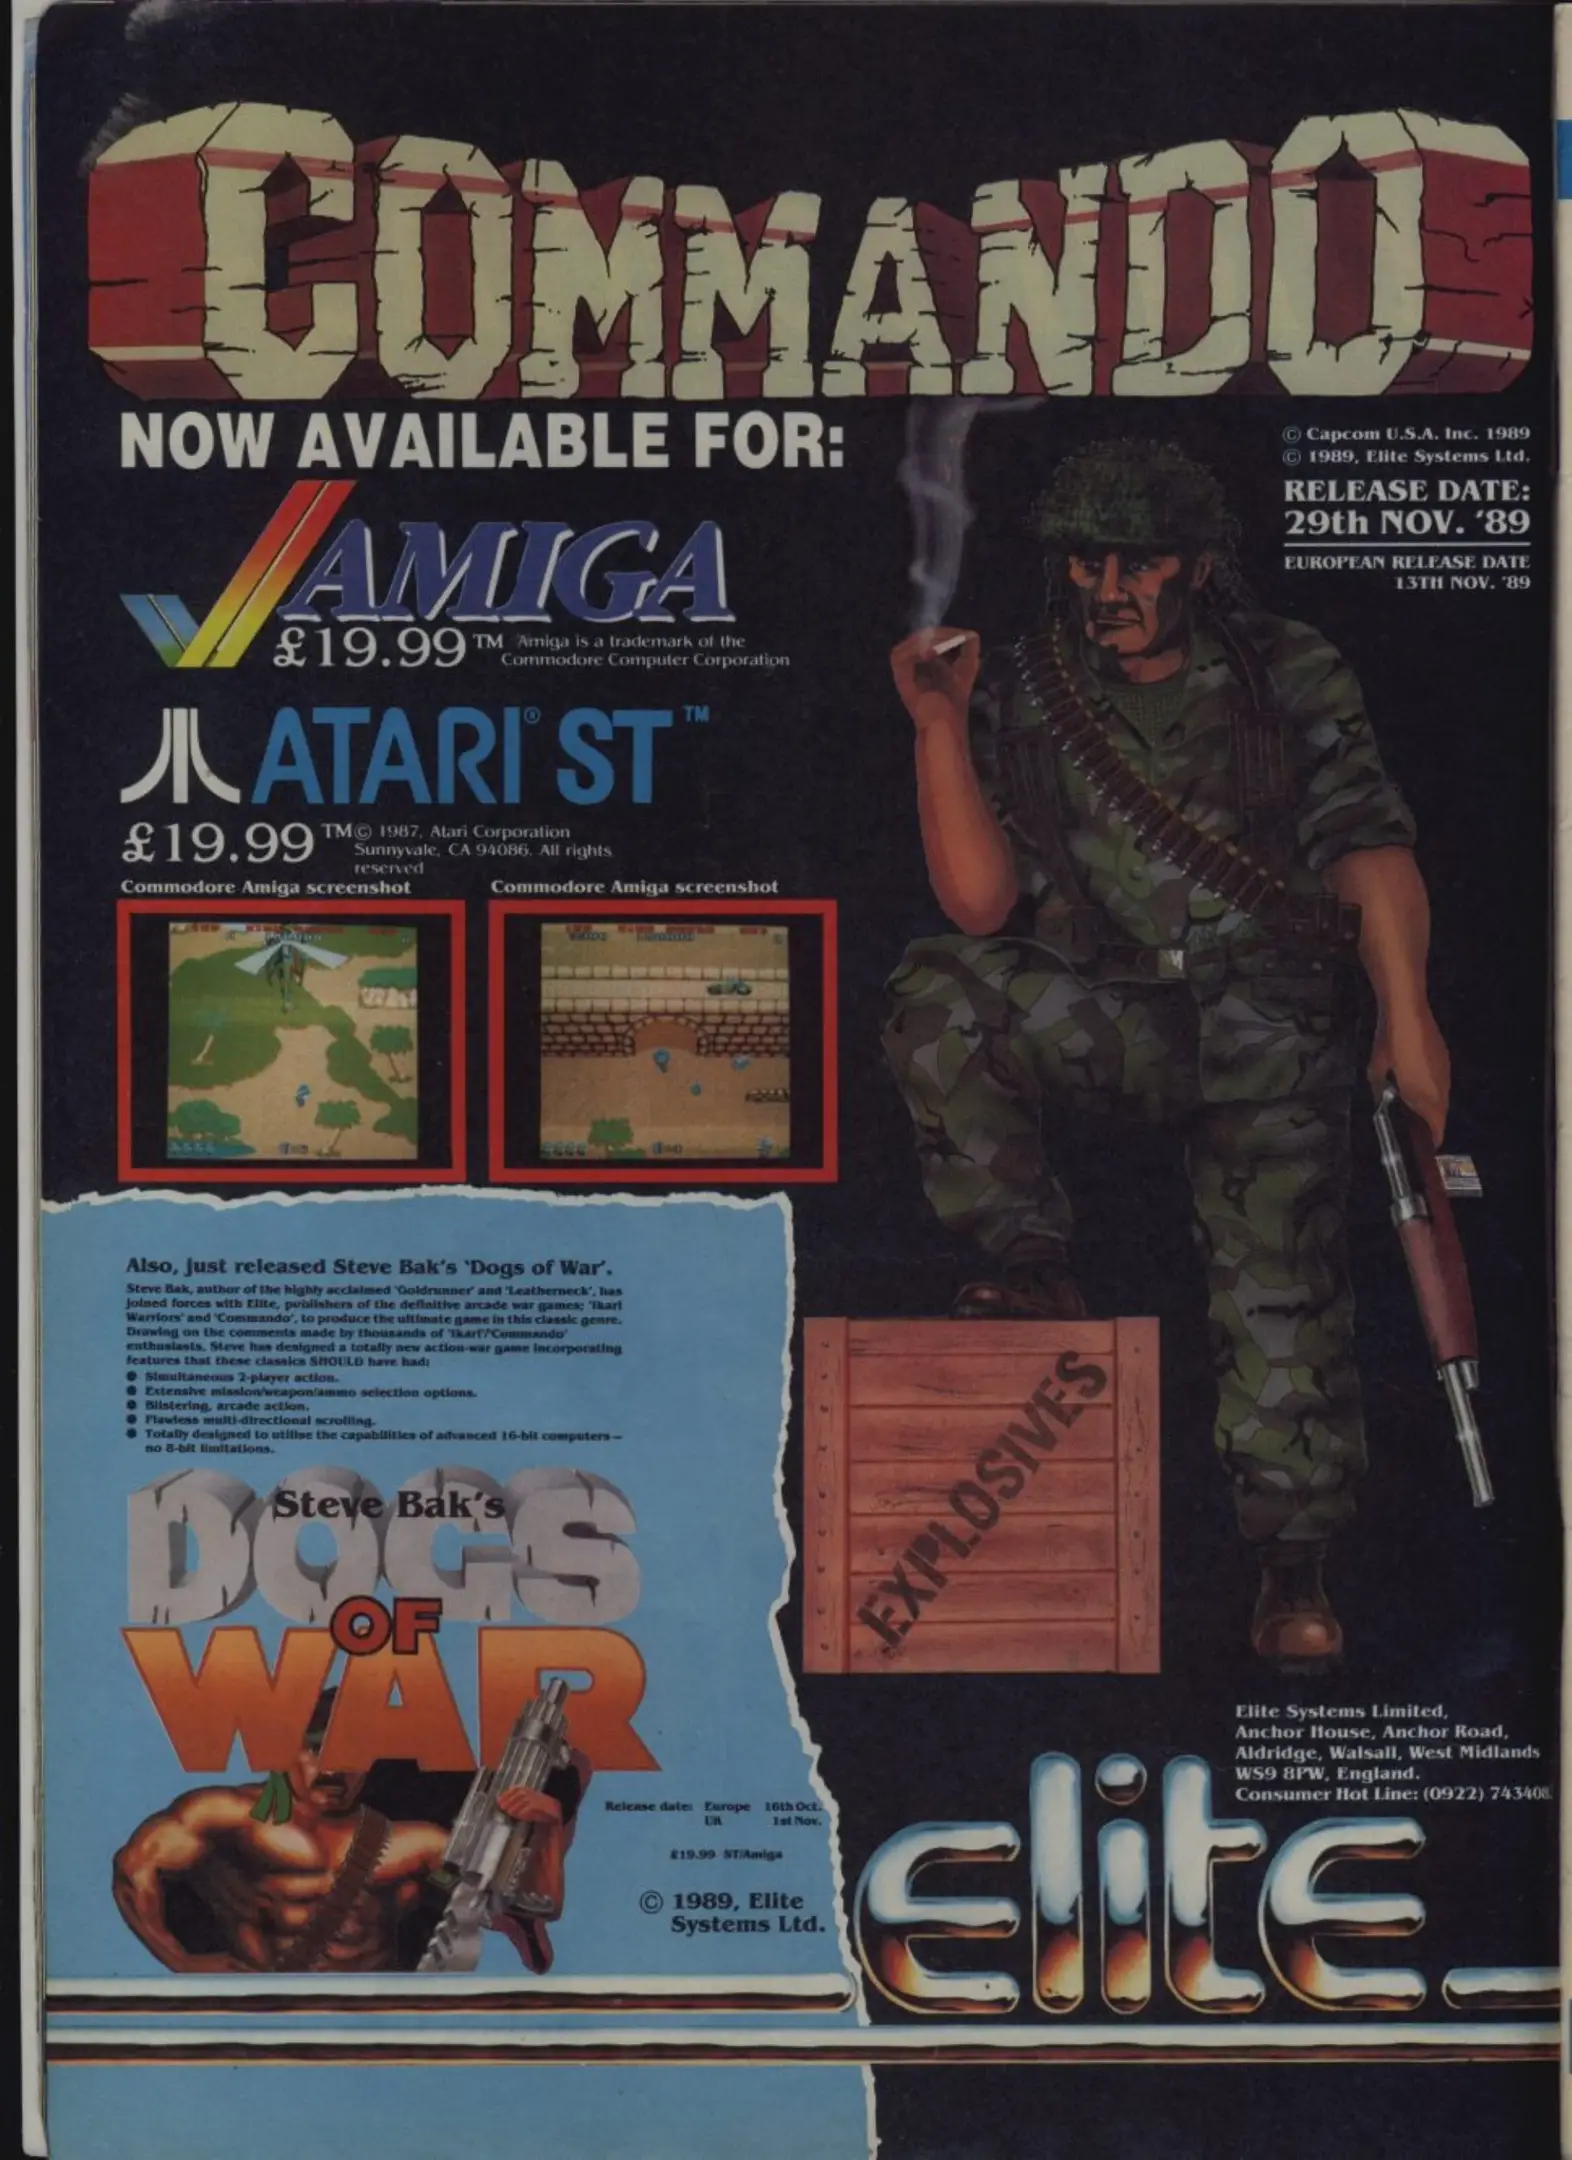 COMMANDO
NOW AVAILABLE FOR:
© Capcom U.S.A. Inc. 1989
© 1989, Elite Systems Ltd.
RELEASE DATE:
29th NOV. '89
EUROPEAN RELEASE DATE
13TH NOV. '89
AMIGA
£19.99 ™ Amiga is a trademark of the
Commodore Computer Corporation
ATARI® ST™
£19.99 ™© 1987, Atari Corporation
Sunnyvale, CA 94086. All rights
reserved
Commodore Amiga screenshot
Commodore Amiga screenshot
Also, just released Steve Bak's 'Dogs of War'.
Steve Bak, author of the highly acclaimed 'Goldrunner' and 'Leatherneck', has
joined forces with Elite, publishers of the definitive arcade war games; 'Ikari
Warriors' and 'Commando', to produce the ultimate game in this classic genre.
Drawing on the comments made by thousands of 'Ikari'/'Commando'
enthusiasts, Steve has designed a totally new action-war game incorporating
features that these classics SHOULD have had:
● Simultaneous 2-player action.
● Extensive mission/weapon/ammo selection options.
● Blistering, arcade action.
● Flawless multi-directional scrolling.
● Totally designed to utilise the capabilities of advanced 16-bit computers –
no 8-bit limitations.
Steve Bak's
DOGS
OF
WAR
Release date: Europe 16th Oct.
UK 1st Nov.
£19.99 ST/Amiga
© 1989, Elite
Systems Ltd.
EXPLOSIVES
Elite Systems Limited,
Anchor House, Anchor Road,
Aldridge, Walsall, West Midlands
WS9 8PW, England.
Consumer Hot Line: (0922) 743408.
elite